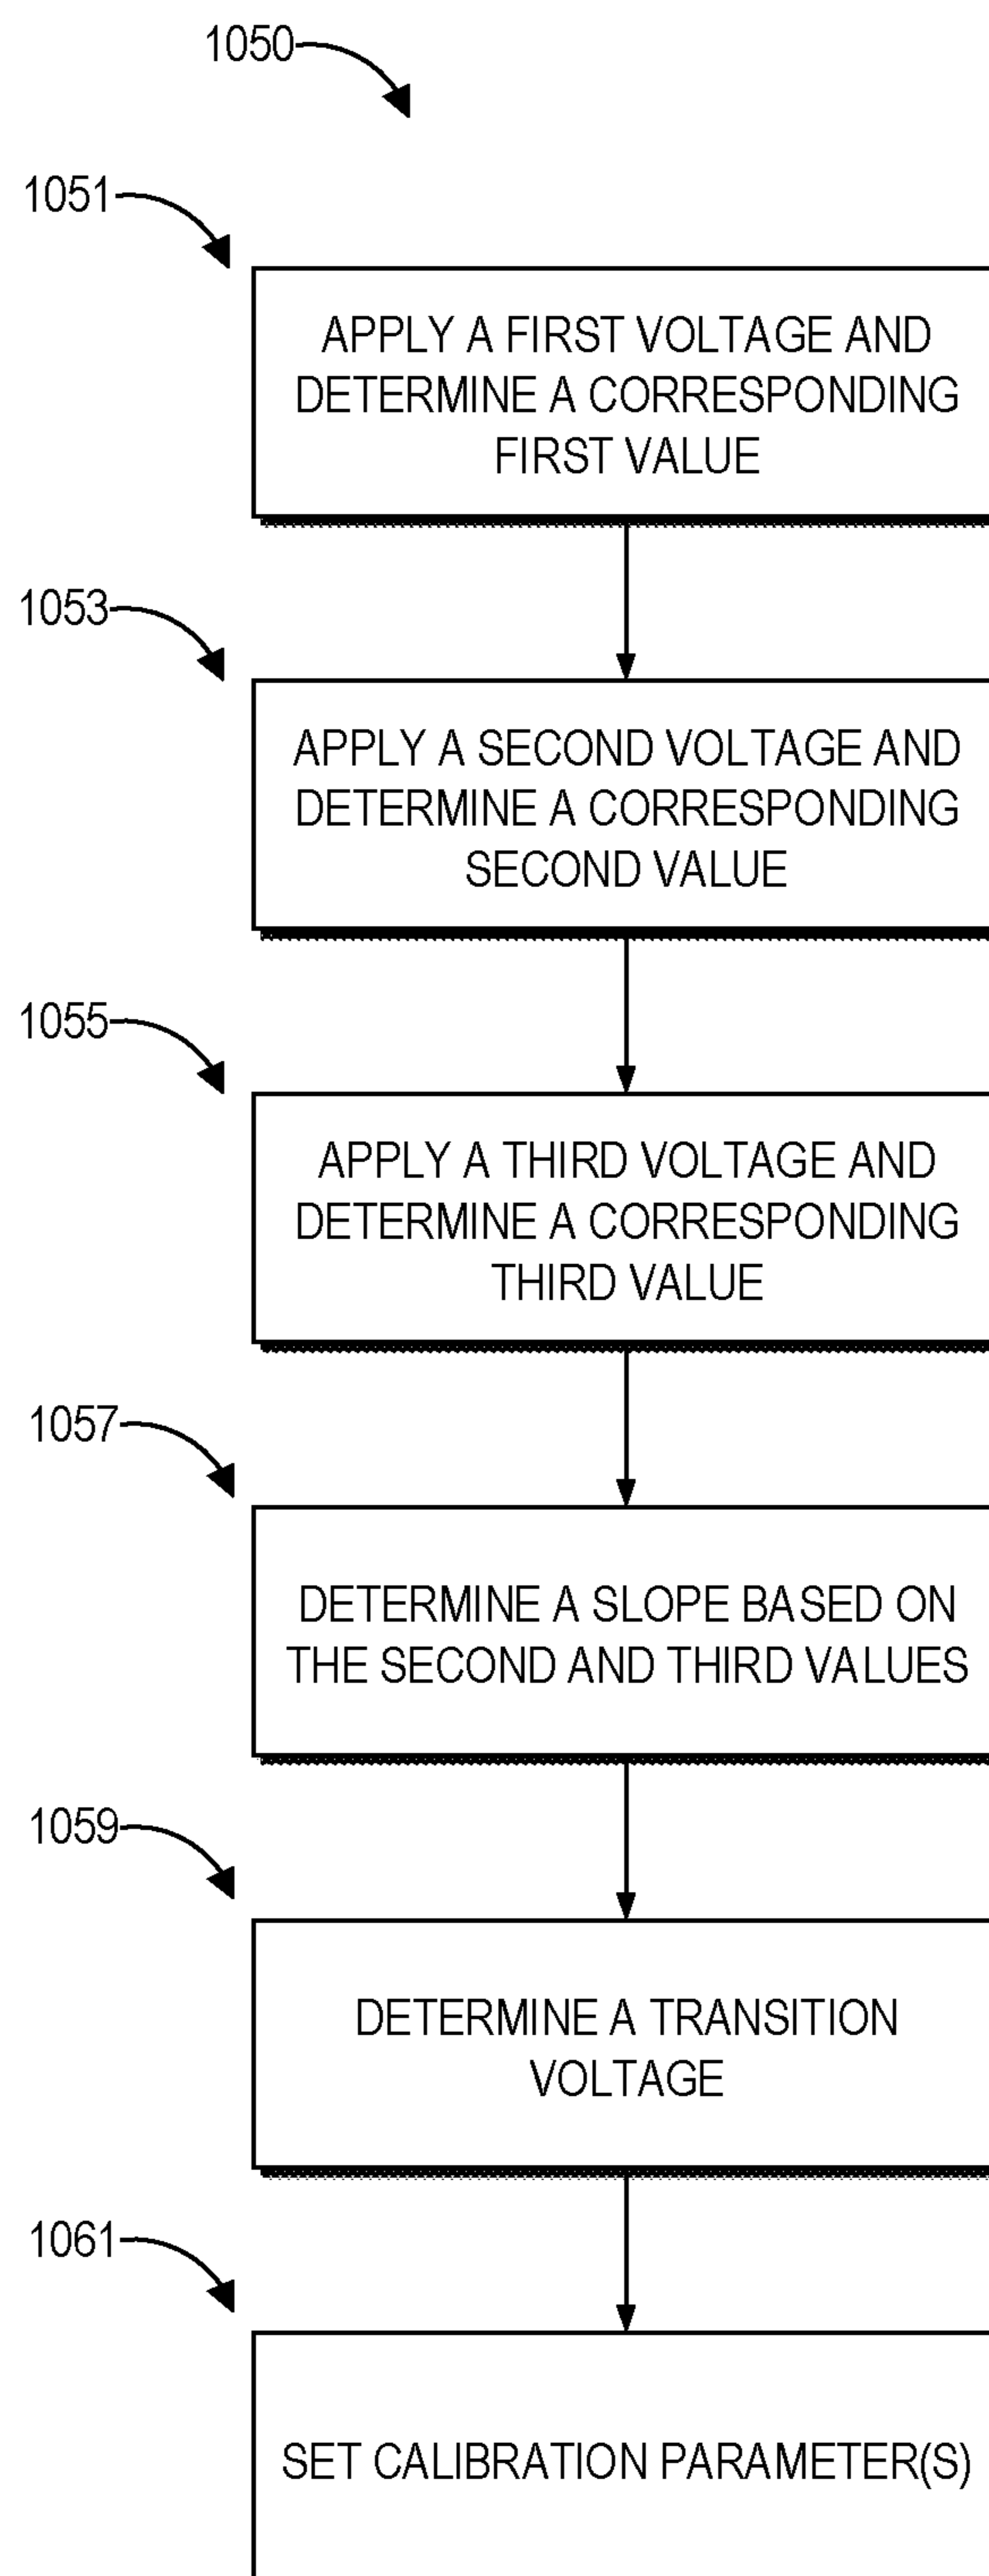 1050
1051
APPLY A FIRST VOLTAGE AND
DETERMINE A CORRESPONDING
FIRST VALUE
1053
APPLY A SECOND VOLTAGE AND
DETERMINE A CORRESPONDING
SECOND VALUE
1055
APPLY A THIRD VOLTAGE AND
DETERMINE A CORRESPONDING
THIRD VALUE
1057
DETERMINE A SLOPE BASED ON
THE SECOND AND THIRD VALUES
1059
DETERMINE A TRANSITION
VOLTAGE
1061
SET CALIBRATION PARAMETER(S)